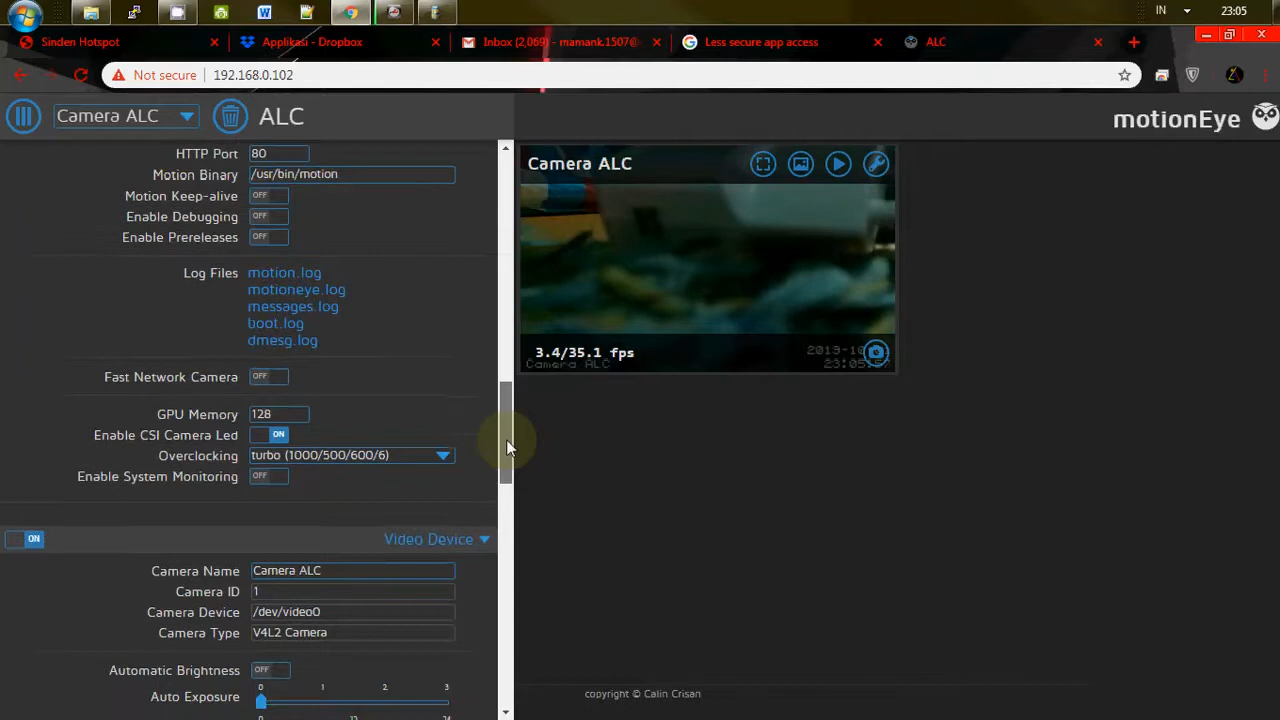 IN
23:05
Sinden Hotspot
Applikasi - Dropbox
Inbox (2,069) - mamank.1507@
Less secure app access
ALC
Not secure
192.168.0.102
Camera ALC
ALC
motionEye
HTTP Port 80
Motion Binary /usr/bin/motion
Motion Keep-alive OFF
Enable Debugging OFF
Enable Prereleases OFF
Log Files motion.log
motioneye.log
messages.log
boot.log
dmesg.log
Fast Network Camera OFF
GPU Memory 128
Enable CSI Camera Led ON
Overclocking turbo (1000/500/600/6)
Enable System Monitoring OFF
ON Video Device
Camera Name Camera ALC
Camera ID 1
Camera Device /dev/video0
Camera Type V4L2 Camera
Automatic Brightness OFF
0 1 2 3
Auto Exposure
Camera ALC
3.4/35.1 fps
Camera ALC
23:05:57
copyright © Calin Crisan